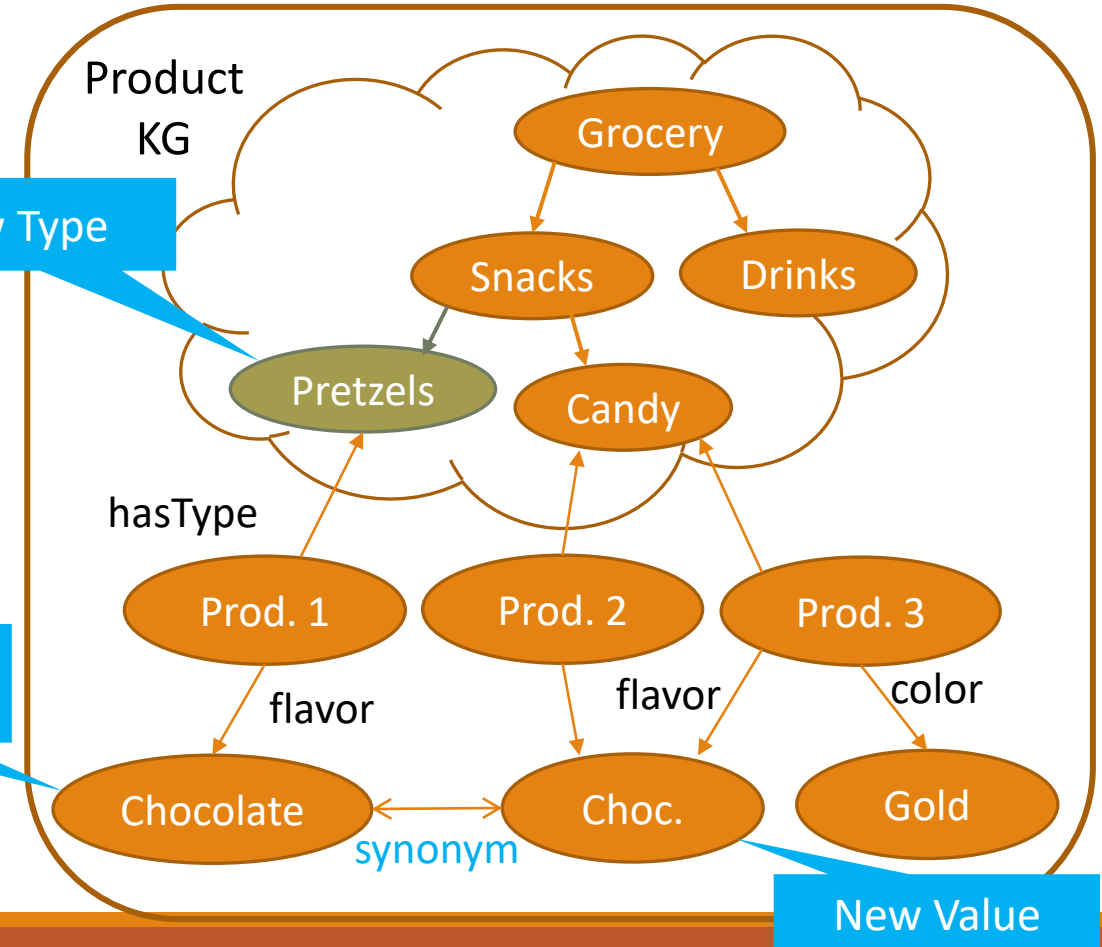 Product
KG
Grocery
Type
Snacks
Drinks
Pretzels
Candy
hasType
Prod. 1
Prod. 2
Prod. 3
flavor
flavor
color
Chocolate
Choc.
Gold
synonym
New Value